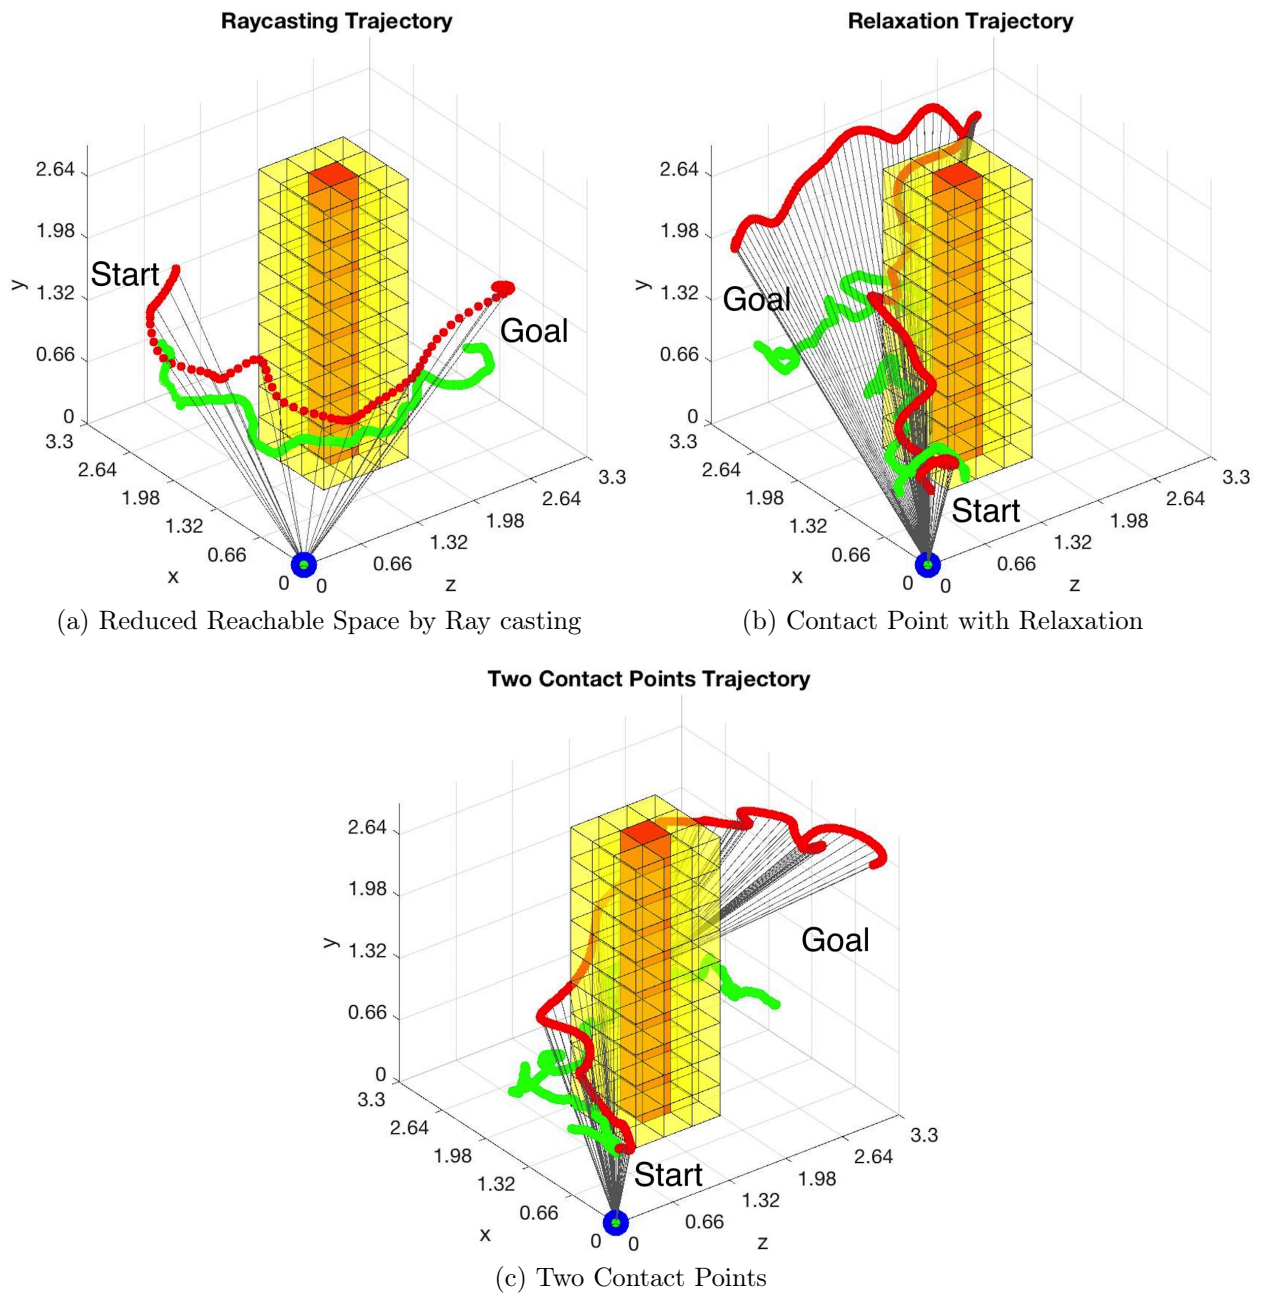 Raycasting Trajectory
2.64
1.98
1.32
0.66
0
y
3.3
2.64
1.98
1.32
0.66
0
x
0
0.66
1.32
1.98
2.64
3.3
z
Start
Goal
(a) Reduced Reachable Space by Ray casting
Relaxation Trajectory
2.64
1.98
1.32
0.66
0
y
3.3
2.64
1.98
1.32
0.66
0
x
0
0.66
1.32
1.98
2.64
3.3
z
Goal
Start
(b) Contact Point with Relaxation
Two Contact Points Trajectory
2.64
1.98
1.32
0.66
0
y
3.3
2.64
1.98
1.32
0.66
0
x
0
0.66
1.32
1.98
2.64
3.3
z
Goal
Start
(c) Two Contact Points